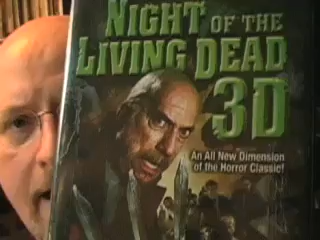 NIGHT OF THE
LIVING DEAD
3D
An All New Dimension
of the Horror Classic!